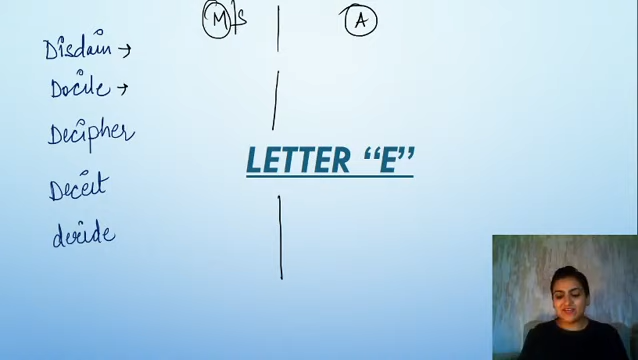 M/s A
Disdain →
Docile →
Decipher
LETTER “E”
Deceit
deride